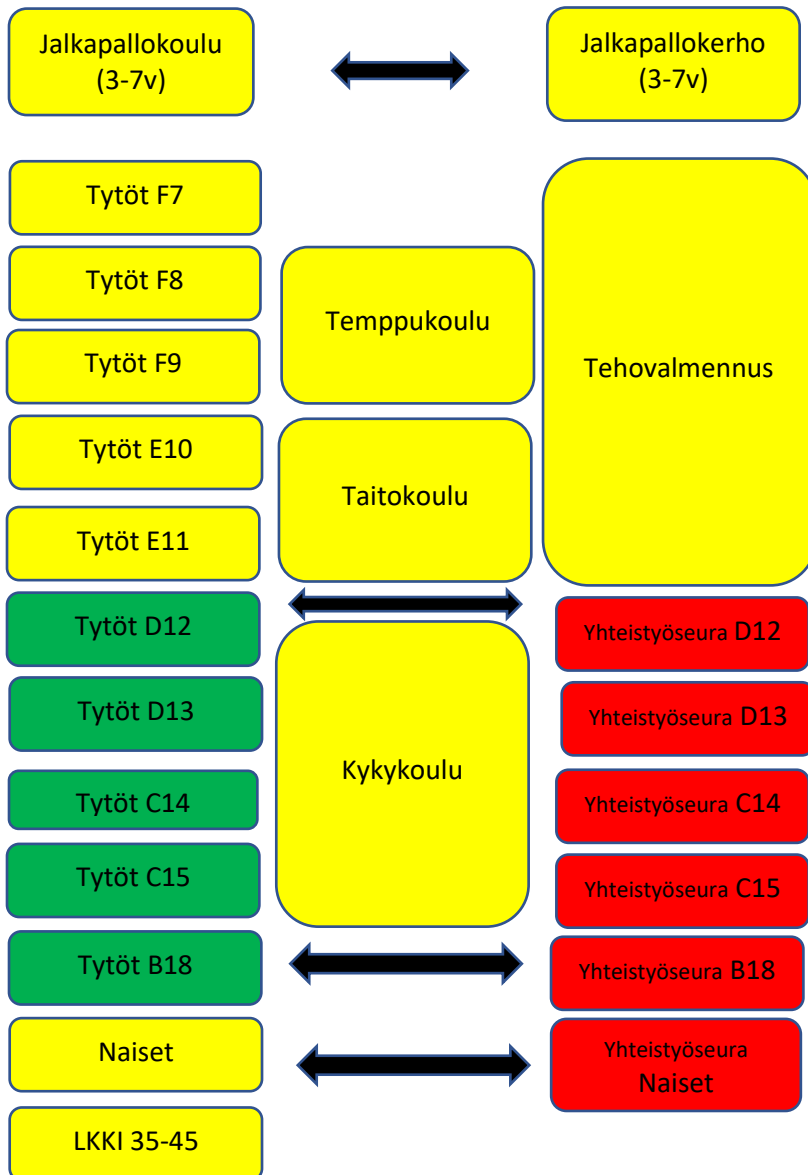 Jalkapallokoulu
(3-7v)
Jalkapallokerho
(3-7v)
Tytöt F7
Tytöt F8
Tytöt F9
Tytöt E10
Tytöt E11
Tytöt D12
Tytöt D13
Tytöt C14
Tytöt C15
Tytöt B18
Naiset
LKKI 35-45
Temppukoulu
Taitokoulu
Kykykoulu
Tehovalmennus
Yhteistyöseura D12
Yhteistyöseura D13
Yhteistyöseura C14
Yhteistyöseura C15
Yhteistyöseura B18
Yhteistyöseura
Naiset